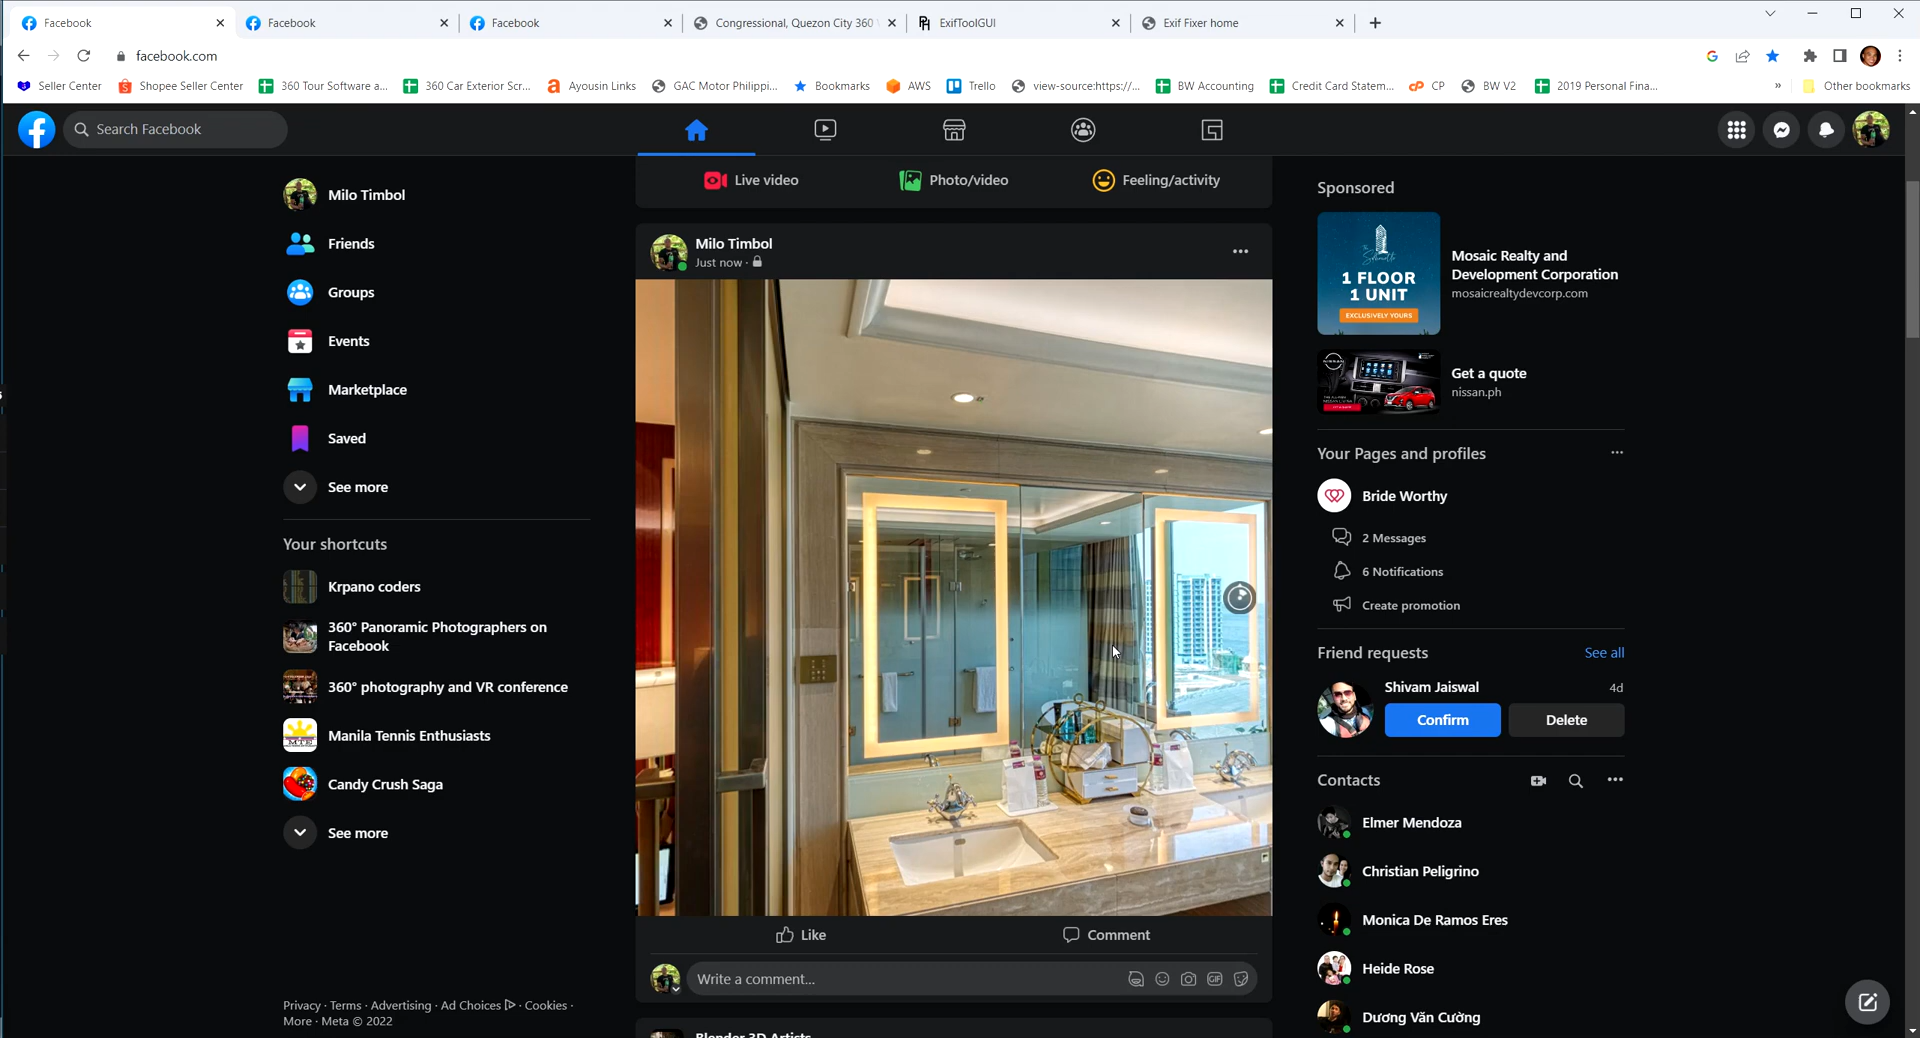 Facebook
Facebook
Facebook
Congressional, Quezon City 360
ExifToolGUI
Exif Fixer home
facebook.com
Seller Center
Shopee Seller Center
360 Tour Software a...
360 Car Exterior Scr...
Ayousin Links
GAC Motor Philippi...
Bookmarks
AWS
Trello
view-source:https://...
BW Accounting
Credit Card Statem...
CP
BW V2
2019 Personal Fina...
»
Other bookmarks
Search Facebook
Milo Timbol
Friends
Groups
Events
Marketplace
Saved
See more
Your shortcuts
Krpano coders
360° Panoramic Photographers on
Facebook
360° photography and VR conference
Manila Tennis Enthusiasts
Candy Crush Saga
See more
Privacy · Terms · Advertising · Ad Choices · Cookies ·
More · Meta © 2022
Live video
Photo/video
Feeling/activity
Milo Timbol
Just now ·
Like
Comment
Write a comment...
GIF
Blender 3D Artists
Sponsored
1 FLOOR
1 UNIT
EXCLUSIVELY YOURS
Mosaic Realty and
Development Corporation
mosaicrealtydevcorp.com
Get a quote
nissan.ph
Your Pages and profiles
Bride Worthy
2 Messages
6 Notifications
Create promotion
Friend requests
See all
Shivam Jaiswal
4d
Confirm
Delete
Contacts
Elmer Mendoza
Christian Peligrino
Monica De Ramos Eres
Heide Rose
Dương Văn Cường